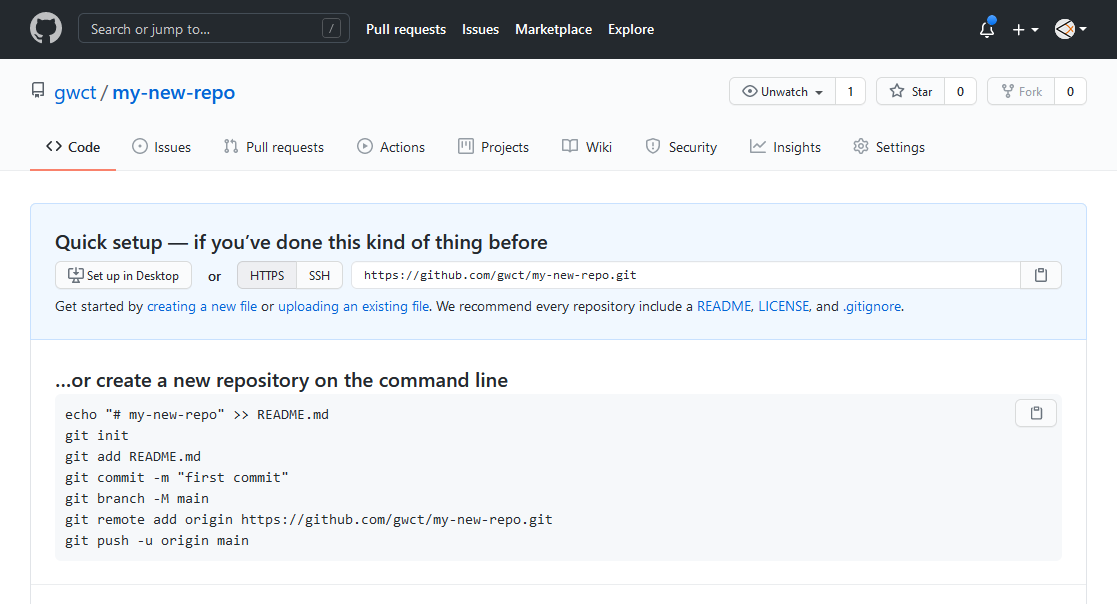 Search or jump to… / Pull requests Issues Marketplace Explore
gwct / my-new-repo Unwatch 1 Star 0 Fork 0
Code Issues Pull requests Actions Projects Wiki Security Insights Settings
Quick setup — if you’ve done this kind of thing before
Set up in Desktop or HTTPS SSH https://github.com/gwct/my-new-repo.git
Get started by creating a new file or uploading an existing file. We recommend every repository include a README, LICENSE, and .gitignore.
…or create a new repository on the command line
echo "# my-new-repo" >> README.md
git init
git add README.md
git commit -m "first commit"
git branch -M main
git remote add origin https://github.com/gwct/my-new-repo.git
git push -u origin main